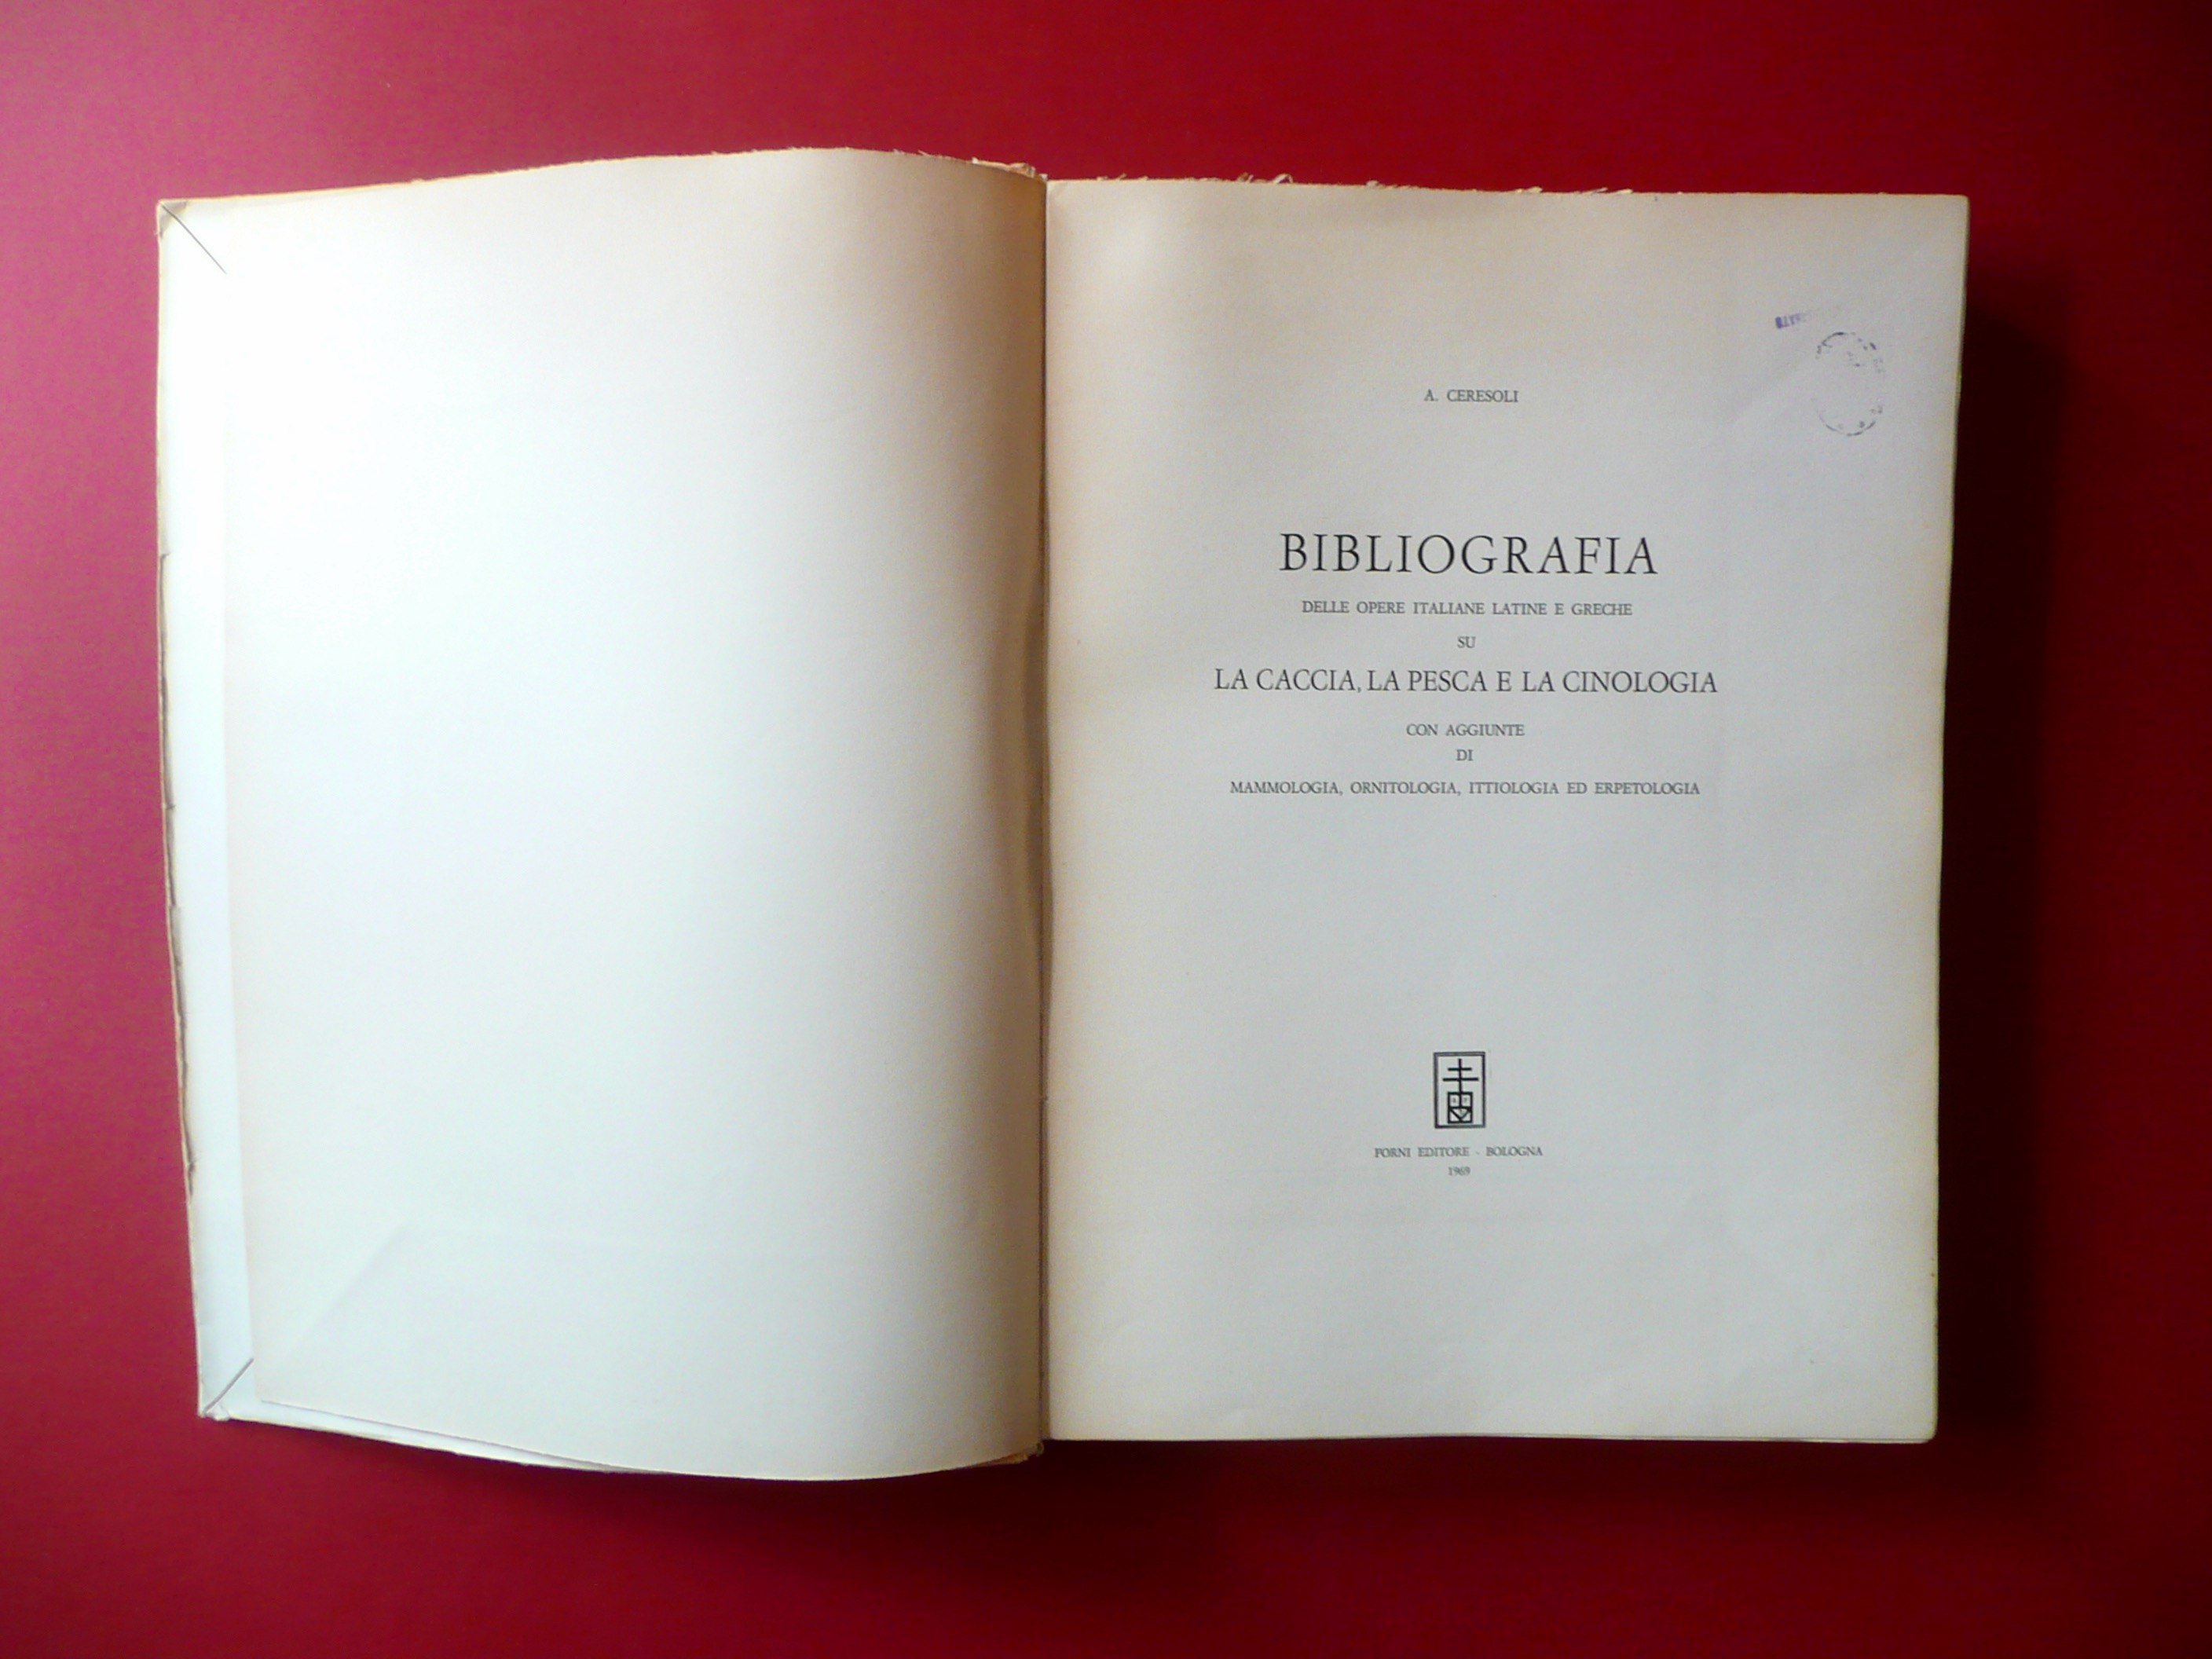 A. CERESOLI
BIBLIOGRAFIA
DELLE OPERE ITALIANE LATINE E GRECHE
SU
LA CACCIA, LA PESCA E LA CINOLOGIA
CON AGGIUNTE
DI
MAMMOLOGIA, ORNITOLOGIA, ITTIOLOGIA ED ERPETOLOGIA
FORNI EDITORE - BOLOGNA
1969